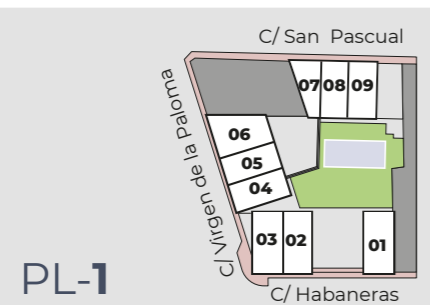 C/ San Pascual
07 08 09
C/ Virgen de la Paloma
06
05
04
03 02
01
PL-1
C/ Habaneras